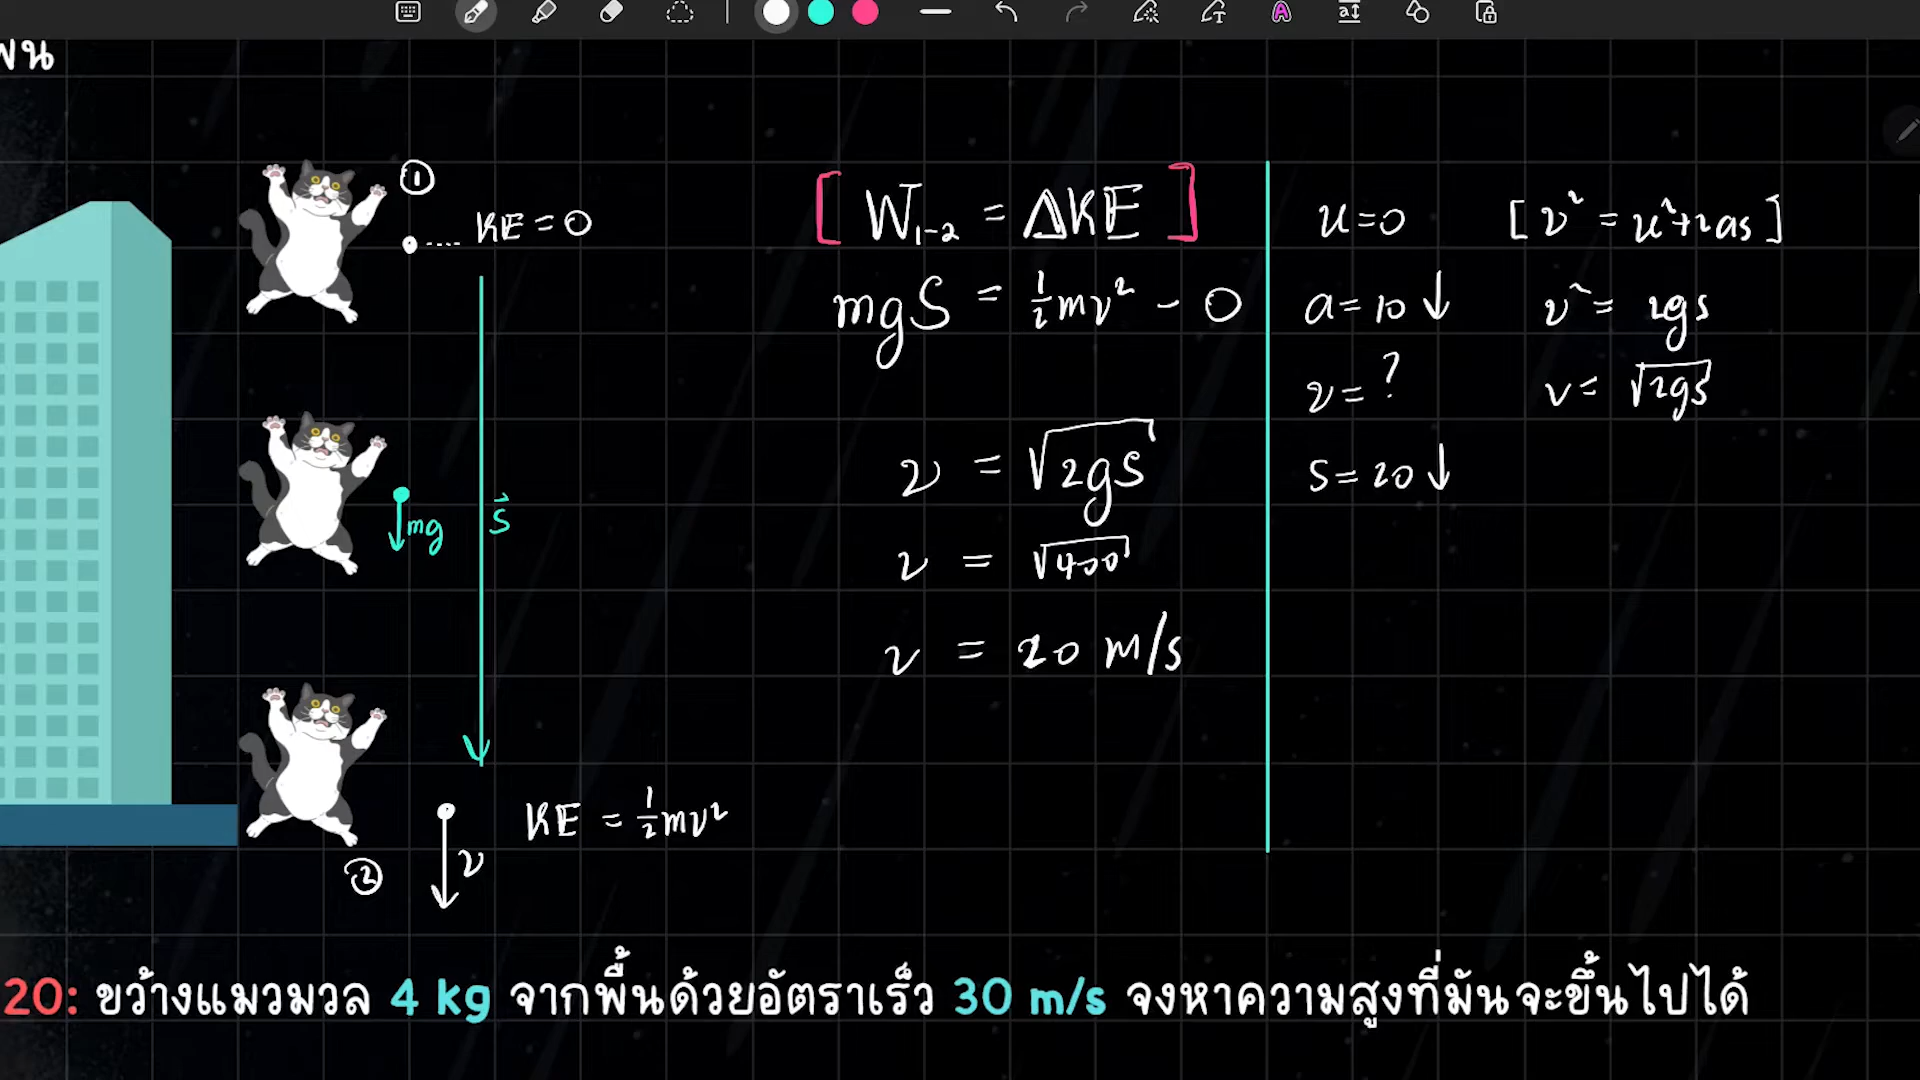 ①
KE = 0
mg
s⃗
②
v
KE = ½mv²
[ W₁₋₂ = ΔKE ]
mgS = ½mv² - 0
v = √2gS
v = √400
v = 20 m/s
u = 0
a = 10 ↓
v = ?
s = 20 ↓
[ v² = u² + 2as ]
v² = 2gs
v = √2gs
20: ขว้างแมวมวล 4 kg จากพื้นด้วยอัตราเร็ว 30 m/s จงหาความสูงที่มันจะขึ้นไปได้